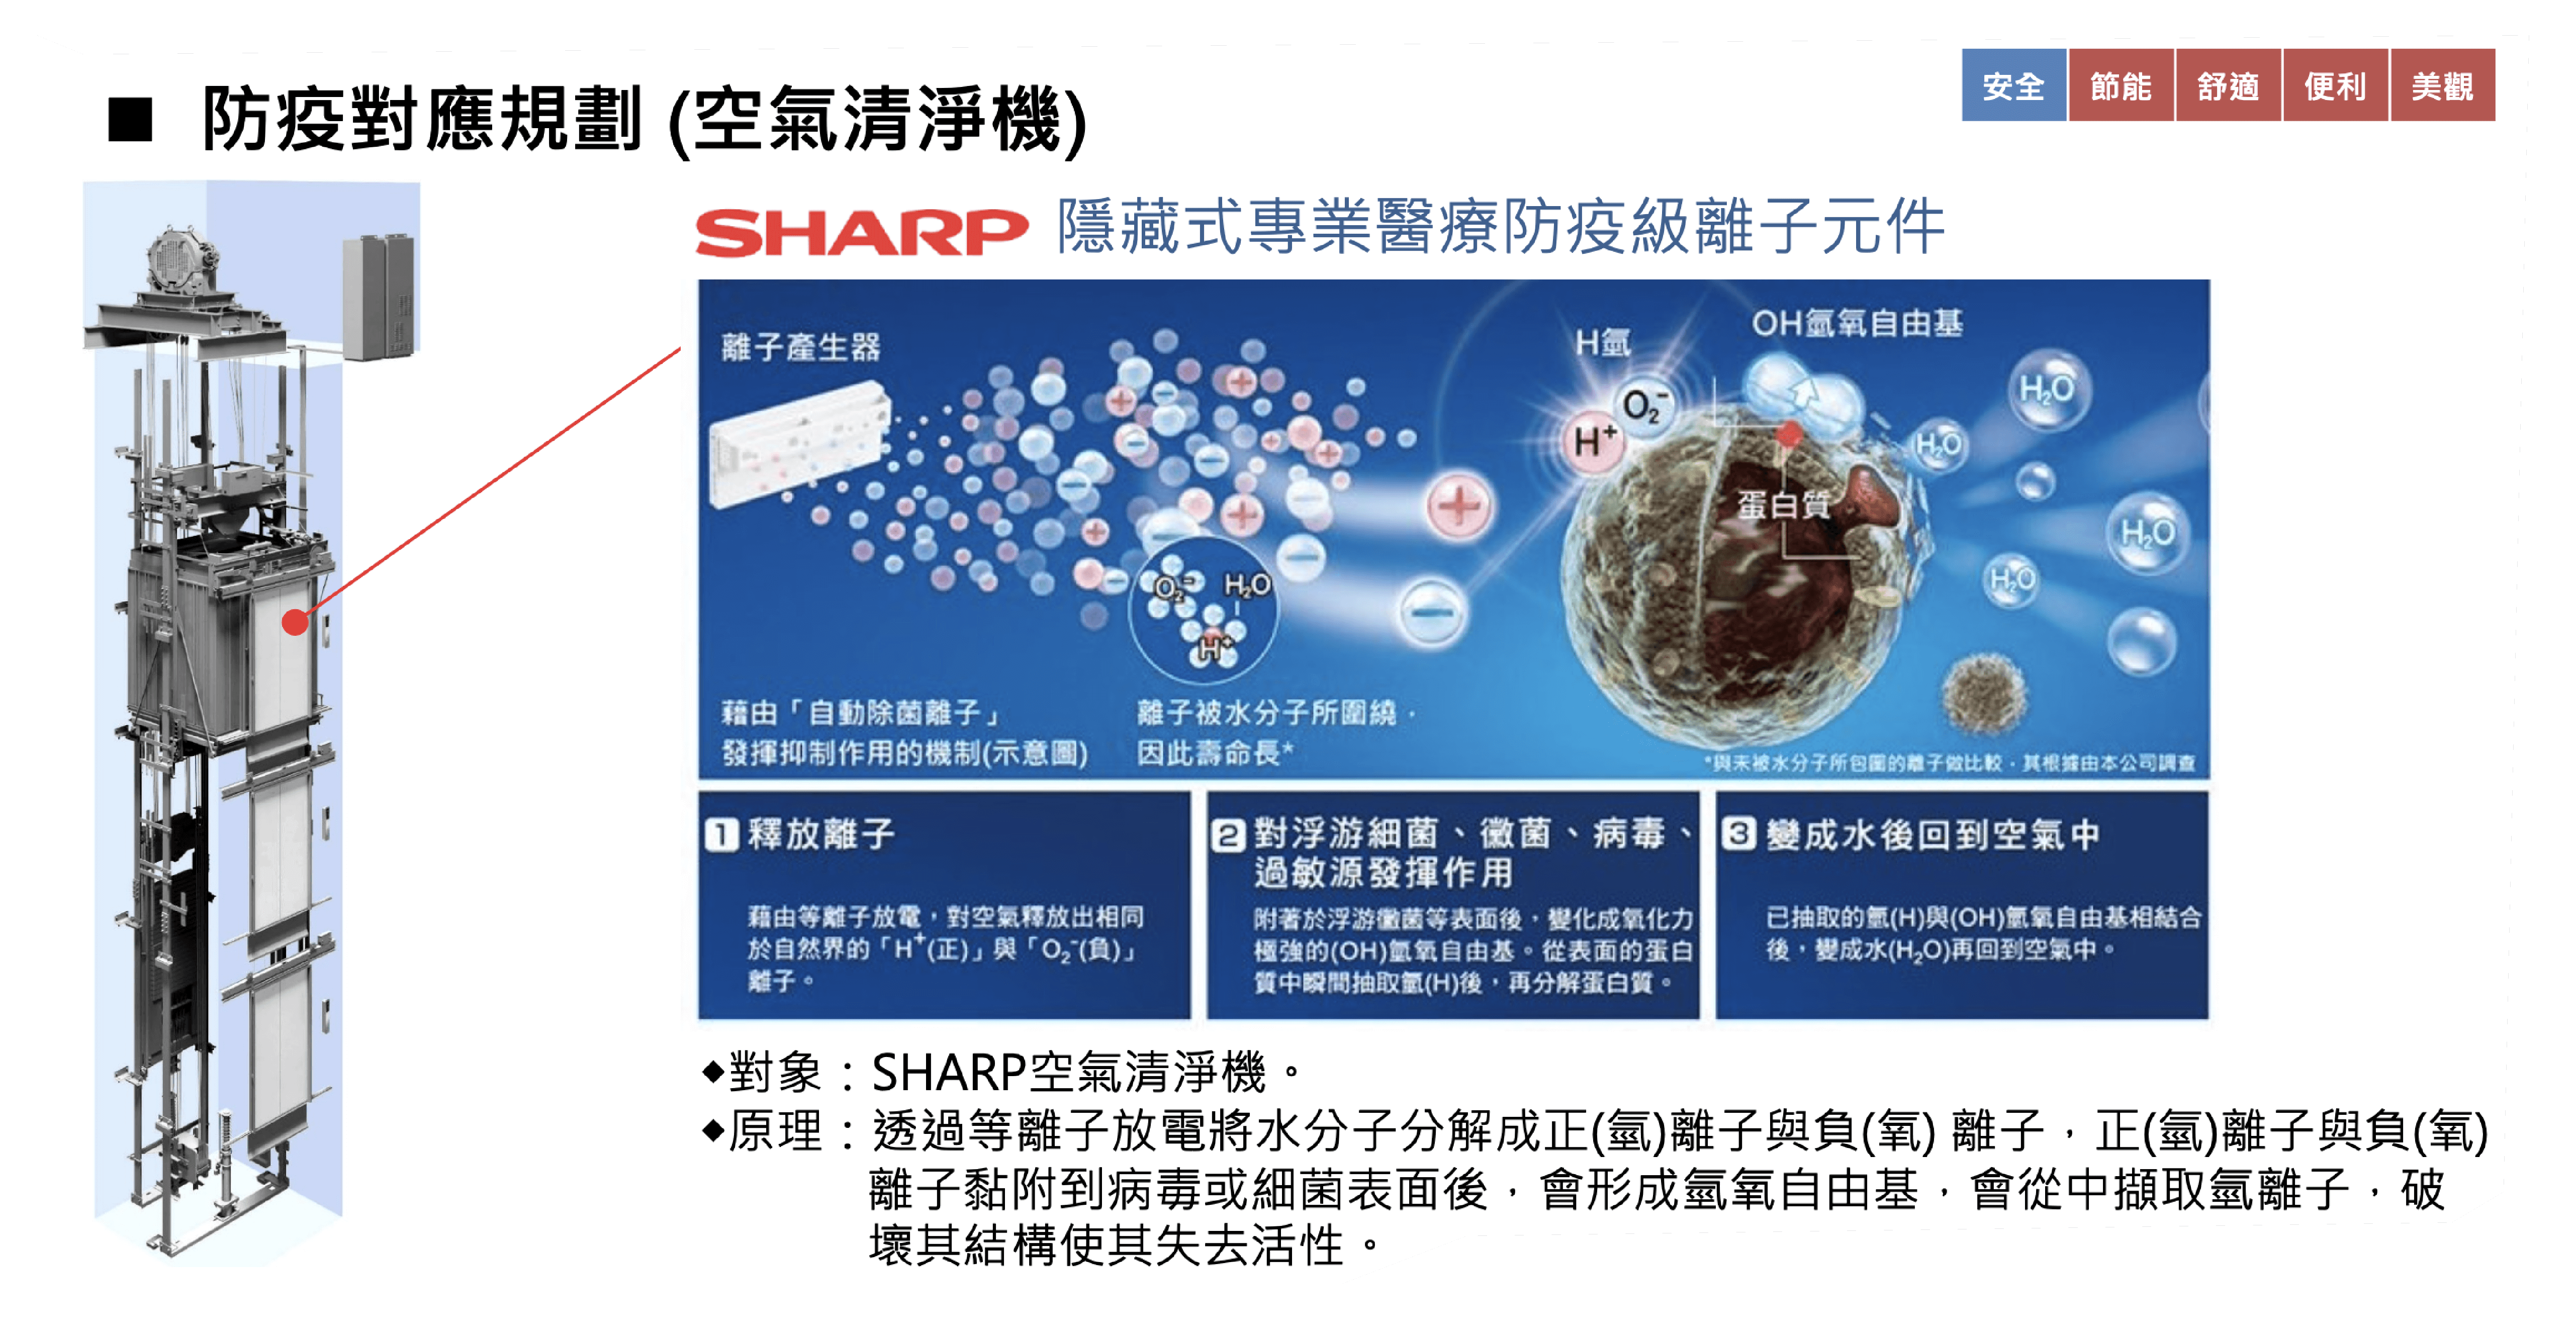 ■ 防疫對應規劃 (空氣清淨機)
安全 節能 舒適 便利 美觀
SHARP 隱藏式專業醫療防疫級離子元件
離子產生器
H氫
OH氫氧自由基
O₂⁻
H⁺
H₂O
H₂O
H₂O
H₂O
蛋白質
O₂⁻ H₂O
H⁺
藉由「自動除菌離子」
發揮抑制作用的機制(示意圖)
離子被水分子所圍繞，
因此壽命長*
*與未被水分子所包圍的離子做比較，其根據由本公司調查
1 釋放離子
藉由等離子放電，對空氣釋放出相同
於自然界的「H⁺(正)」與「O₂⁻(負)」
離子。
2 對浮游細菌、黴菌、病毒、
過敏源發揮作用
附著於浮游黴菌等表面後，變化成氧化力
極強的(OH)氫氧自由基。從表面的蛋白
質中瞬間抽取氫(H)後，再分解蛋白質。
3 變成水後回到空氣中
已抽取的氫(H)與(OH)氫氧自由基相結合
後，變成水(H₂O)再回到空氣中。
◆對象：SHARP空氣清淨機。
◆原理：透過等離子放電將水分子分解成正(氫)離子與負(氧) 離子，正(氫)離子與負(氧)
離子黏附到病毒或細菌表面後，會形成氫氧自由基，會從中擷取氫離子，破
壞其結構使其失去活性。